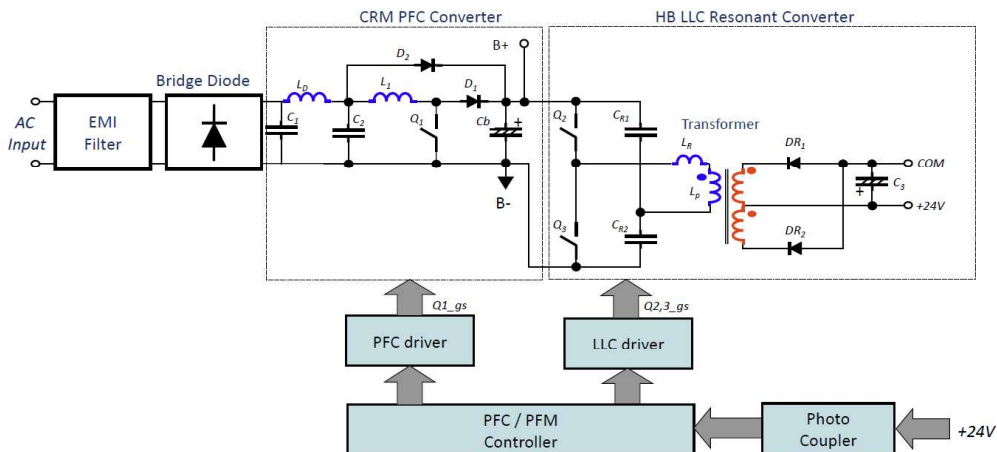 CRM PFC Converter
HB LLC Resonant Converter
B+
D2
Bridge Diode
LD
L1
D1
AC
Input
EMI
Filter
C1
C2
Q1
Cb
+
Q2
CR1
Transformer
LR
DR1
COM
Lp
C3
+
B-
+24V
Q3
CR2
DR2
Q1_gs
Q2,3_gs
PFC driver
LLC driver
PFC / PFM
Controller
Photo
Coupler
+24V